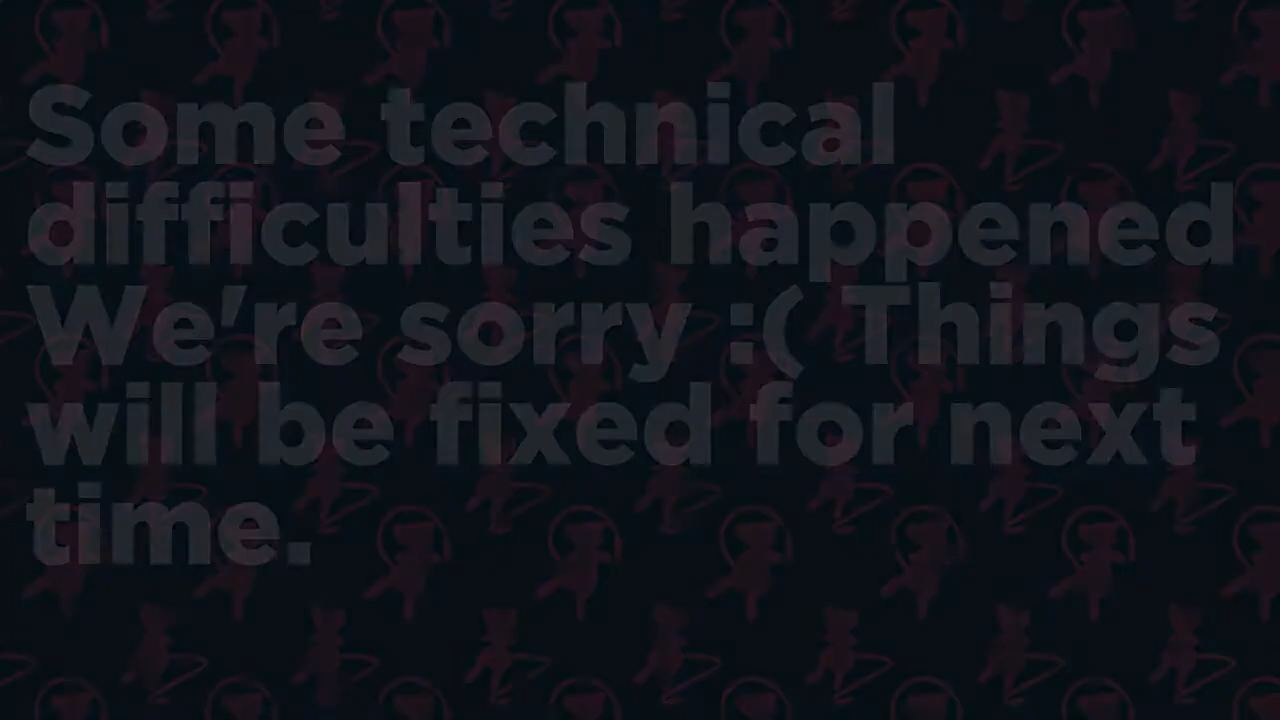 Some technical
difficulties happened
We're sorry :( Things
will be fixed for next
time.